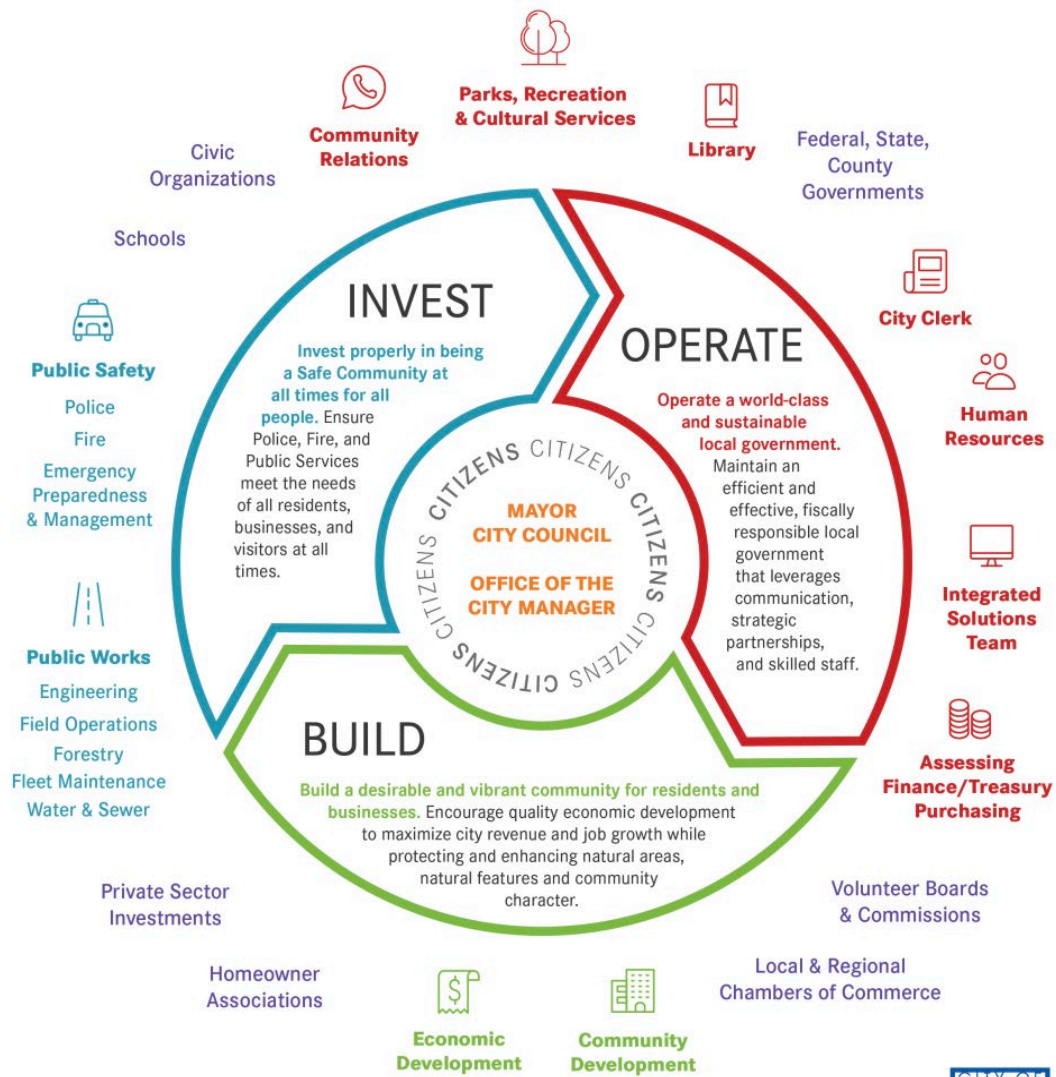 Parks, Recreation
& Cultural Services
Community
Relations
Library
Civic
Organizations
Federal, State,
County
Governments
Schools
City Clerk
Public Safety
Police
Fire
Emergency
Preparedness
& Management
Human
Resources
INVEST
Invest properly in being
a Safe Community at
all times for all
people. Ensure
Police, Fire, and
Public Services
meet the needs
of all residents,
businesses, and
visitors at all
times.
OPERATE
Operate a world-class
and sustainable
local government.
Maintain an
efficient and
effective, fiscally
responsible local
government
that leverages
communication,
strategic
partnerships,
and skilled staff.
CITIZENS CITIZENS CITIZENS CITIZENS CITIZENS CITIZENS
MAYOR
CITY COUNCIL
OFFICE OF THE
CITY MANAGER
Integrated
Solutions
Team
Public Works
Engineering
Field Operations
Forestry
Fleet Maintenance
Water & Sewer
BUILD
Build a desirable and vibrant community for residents and
businesses. Encourage quality economic development
to maximize city revenue and job growth while
protecting and enhancing natural areas,
natural features and community
character.
Assessing
Finance/Treasury
Purchasing
Private Sector
Investments
Volunteer Boards
& Commissions
Homeowner
Associations
Local & Regional
Chambers of Commerce
Economic
Development
Community
Development
CITY OF